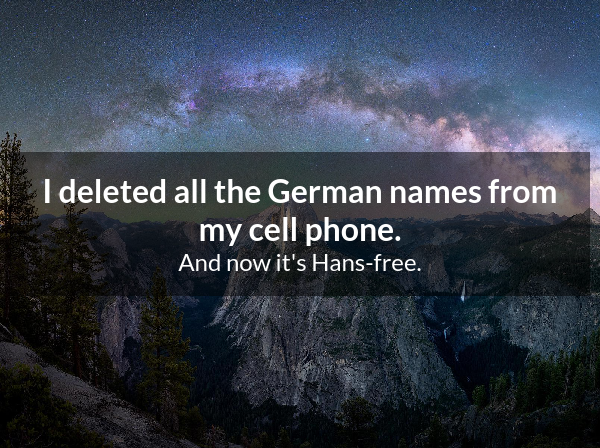 I deleted all the German names from
my cell phone.
And now it's Hans-free.